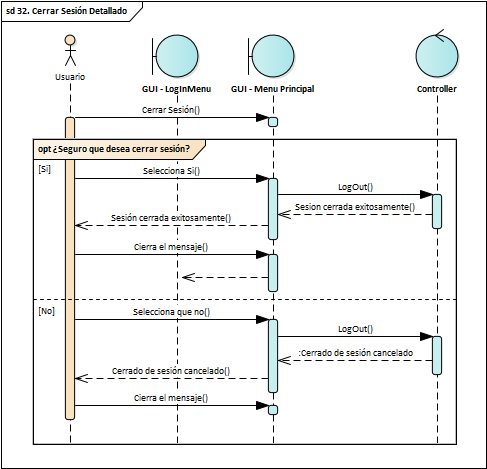 sd 32. Cerrar Sesión Detallado
Usuario
GUI - LogInMenu
GUI - Menu Principal
Controller
Cerrar Sesión()
opt ¿Seguro que desea cerrar sesión?
[Si]
Selecciona Si()
LogOut()
Sesion cerrada exitosamente()
Sesión cerrada exitosamente()
Cierra el mensaje()
[No]
Selecciona que no()
LogOut()
:Cerrado de sesión cancelado
Cerrado de sesión cancelado()
Cierra el mensaje()